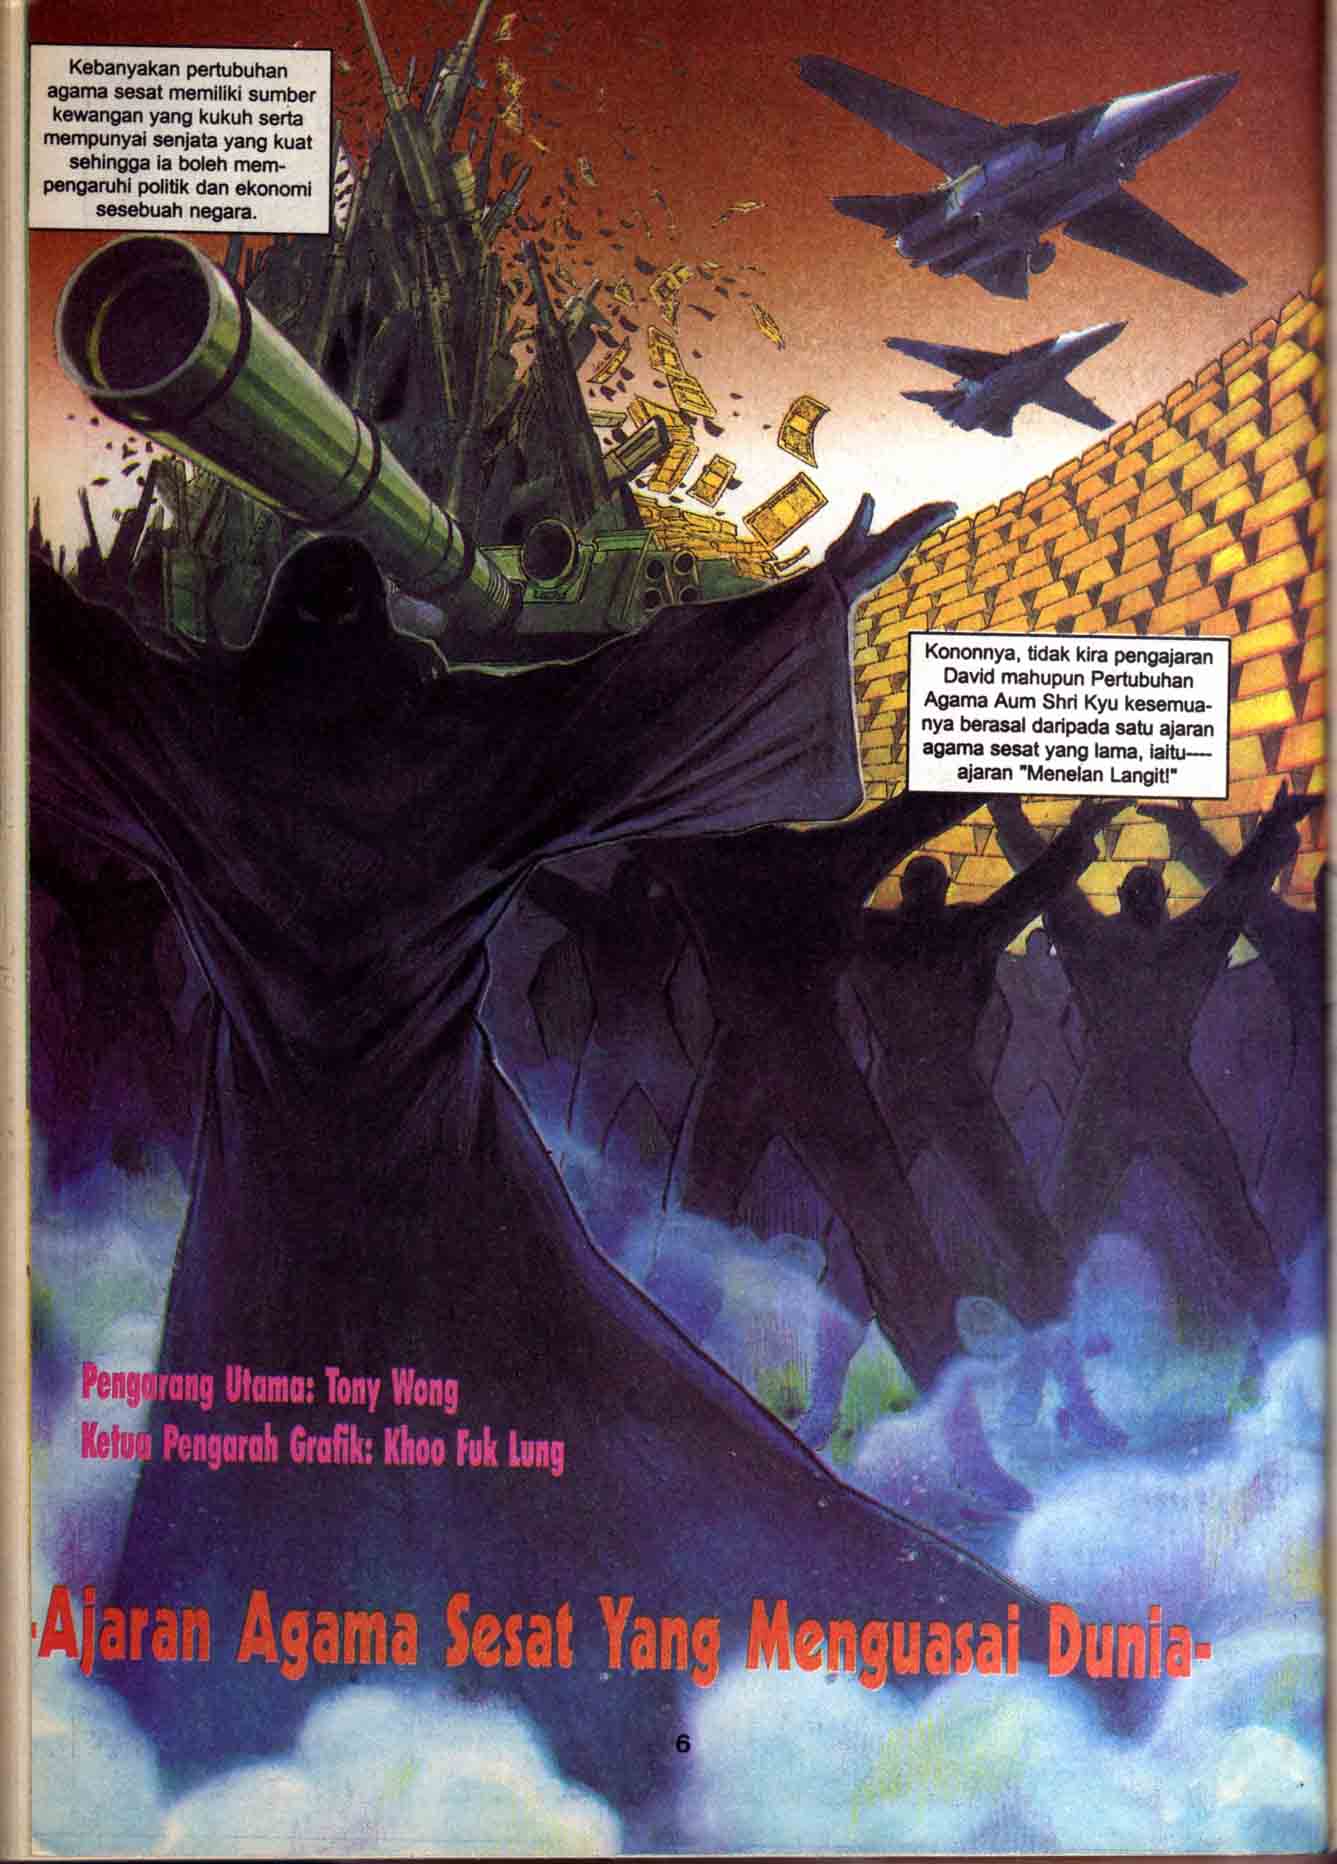 Kebanyakan pertubuhan
agama sesat memiliki sumber
kewangan yang kukuh serta
mempunyai senjata yang kuat
sehingga ia boleh mem-
pengaruhi politik dan ekonomi
sesebuah negara.
Kononnya, tidak kira pengajaran
David mahupun Pertubuhan
Agama Aum Shri Kyu kesemua-
nya berasal daripada satu ajaran
agama sesat yang lama, iaitu----
ajaran "Menelan Langit!"
Pengarang Utama: Tony Wong
Ketua Pengarah Grafik: Khoo Fuk Lung
-Ajaran Agama Sesat Yang Menguasai Dunia-
6